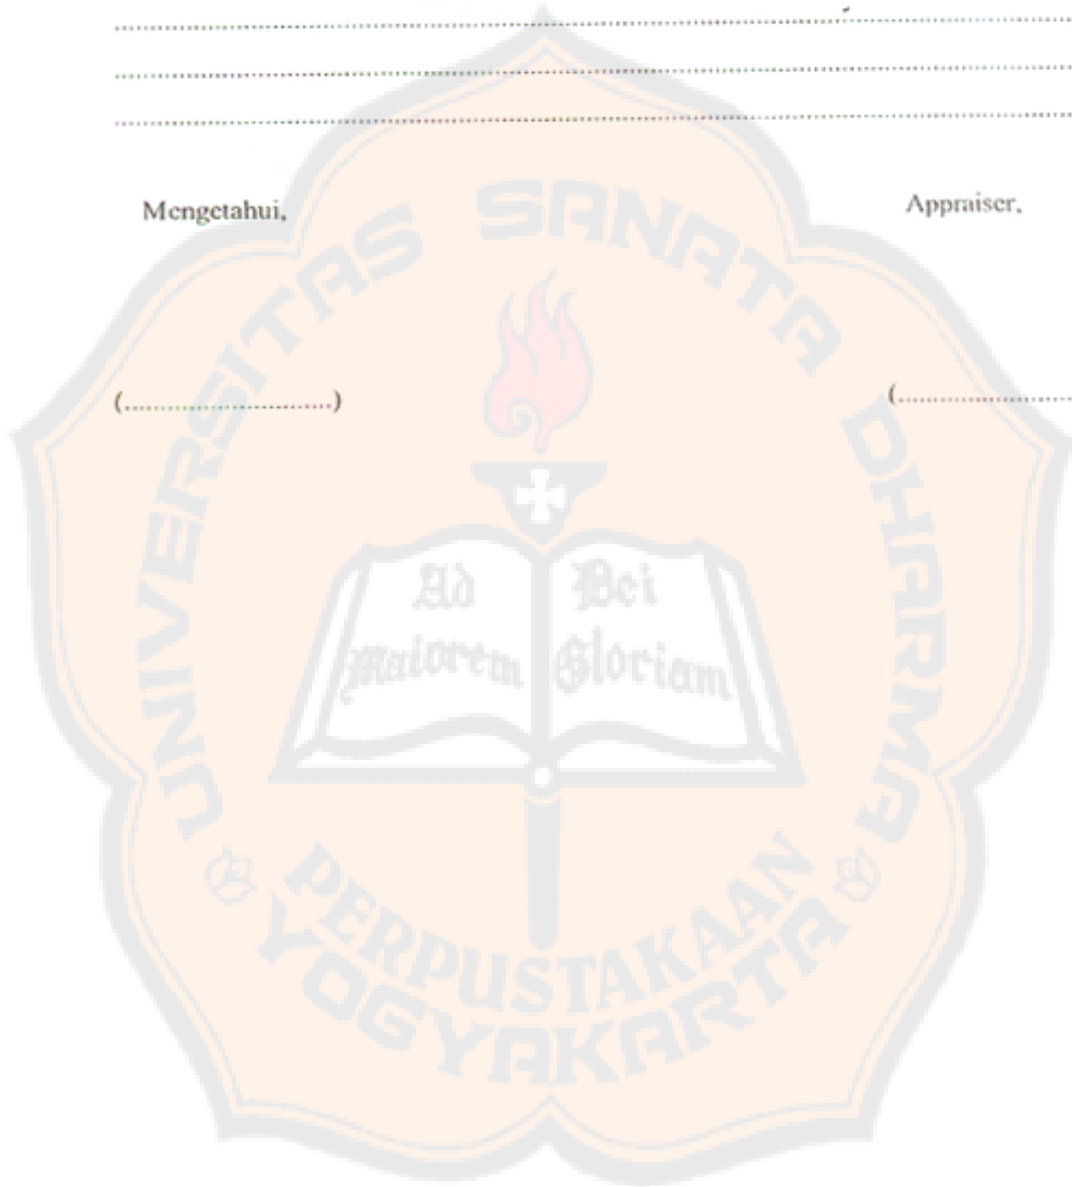 ........................................................................
........................................................................
........................................................................
Mengetahui,
Appraiser,
(..............................)
(..........................
UNIVERSITAS SANATA DHARMA
Ad Dei
Maiorem Gloriam
PERPUSTAKAAN
YOGYAKARTA